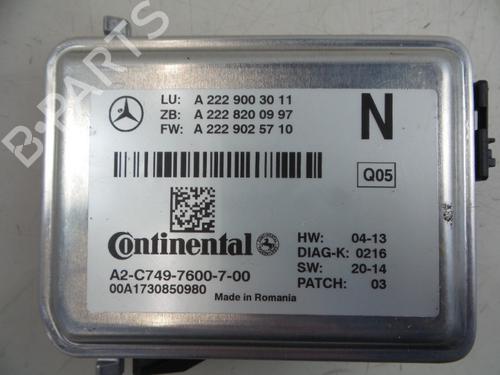 LU: A 222 900 30 11
ZB: A 222 820 09 97
FW: A 222 902 57 10
N
Q05
Continental
HW: 04-13
DIAG-K: 0216
SW: 20-14
PATCH: 03
A2-C749-7600-7-00
00A1730850980
Made in Romania
B-PARTS